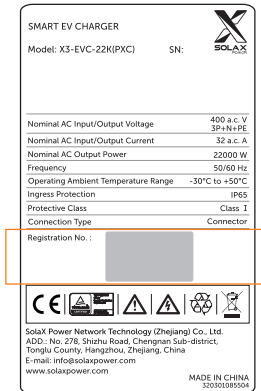 SMART EV CHARGER
SOLAX
POWER
Model: X3-EVC-22K(PXC) SN:
Nominal AC Input/Output Voltage 400 a.c. V
3P+N+PE
Nominal AC Input/Output Current 32 a.c. A
Nominal AC Output Power 22000 W
Frequency 50/60 Hz
Operating Ambient Temperature Range -30°C to +50°C
Ingress Protection IP65
Protective Class Class I
Connection Type Connector
Registration No. :
CE
SolaX Power Network Technology (Zhejiang) Co., Ltd.
ADD.: No. 278, Shizhu Road, Chengnan Sub-district,
Tonglu County, Hangzhou, Zhejiang, China
E-mail: info@solaxpower.com
www.solaxpower.com
MADE IN CHINA
320301085504